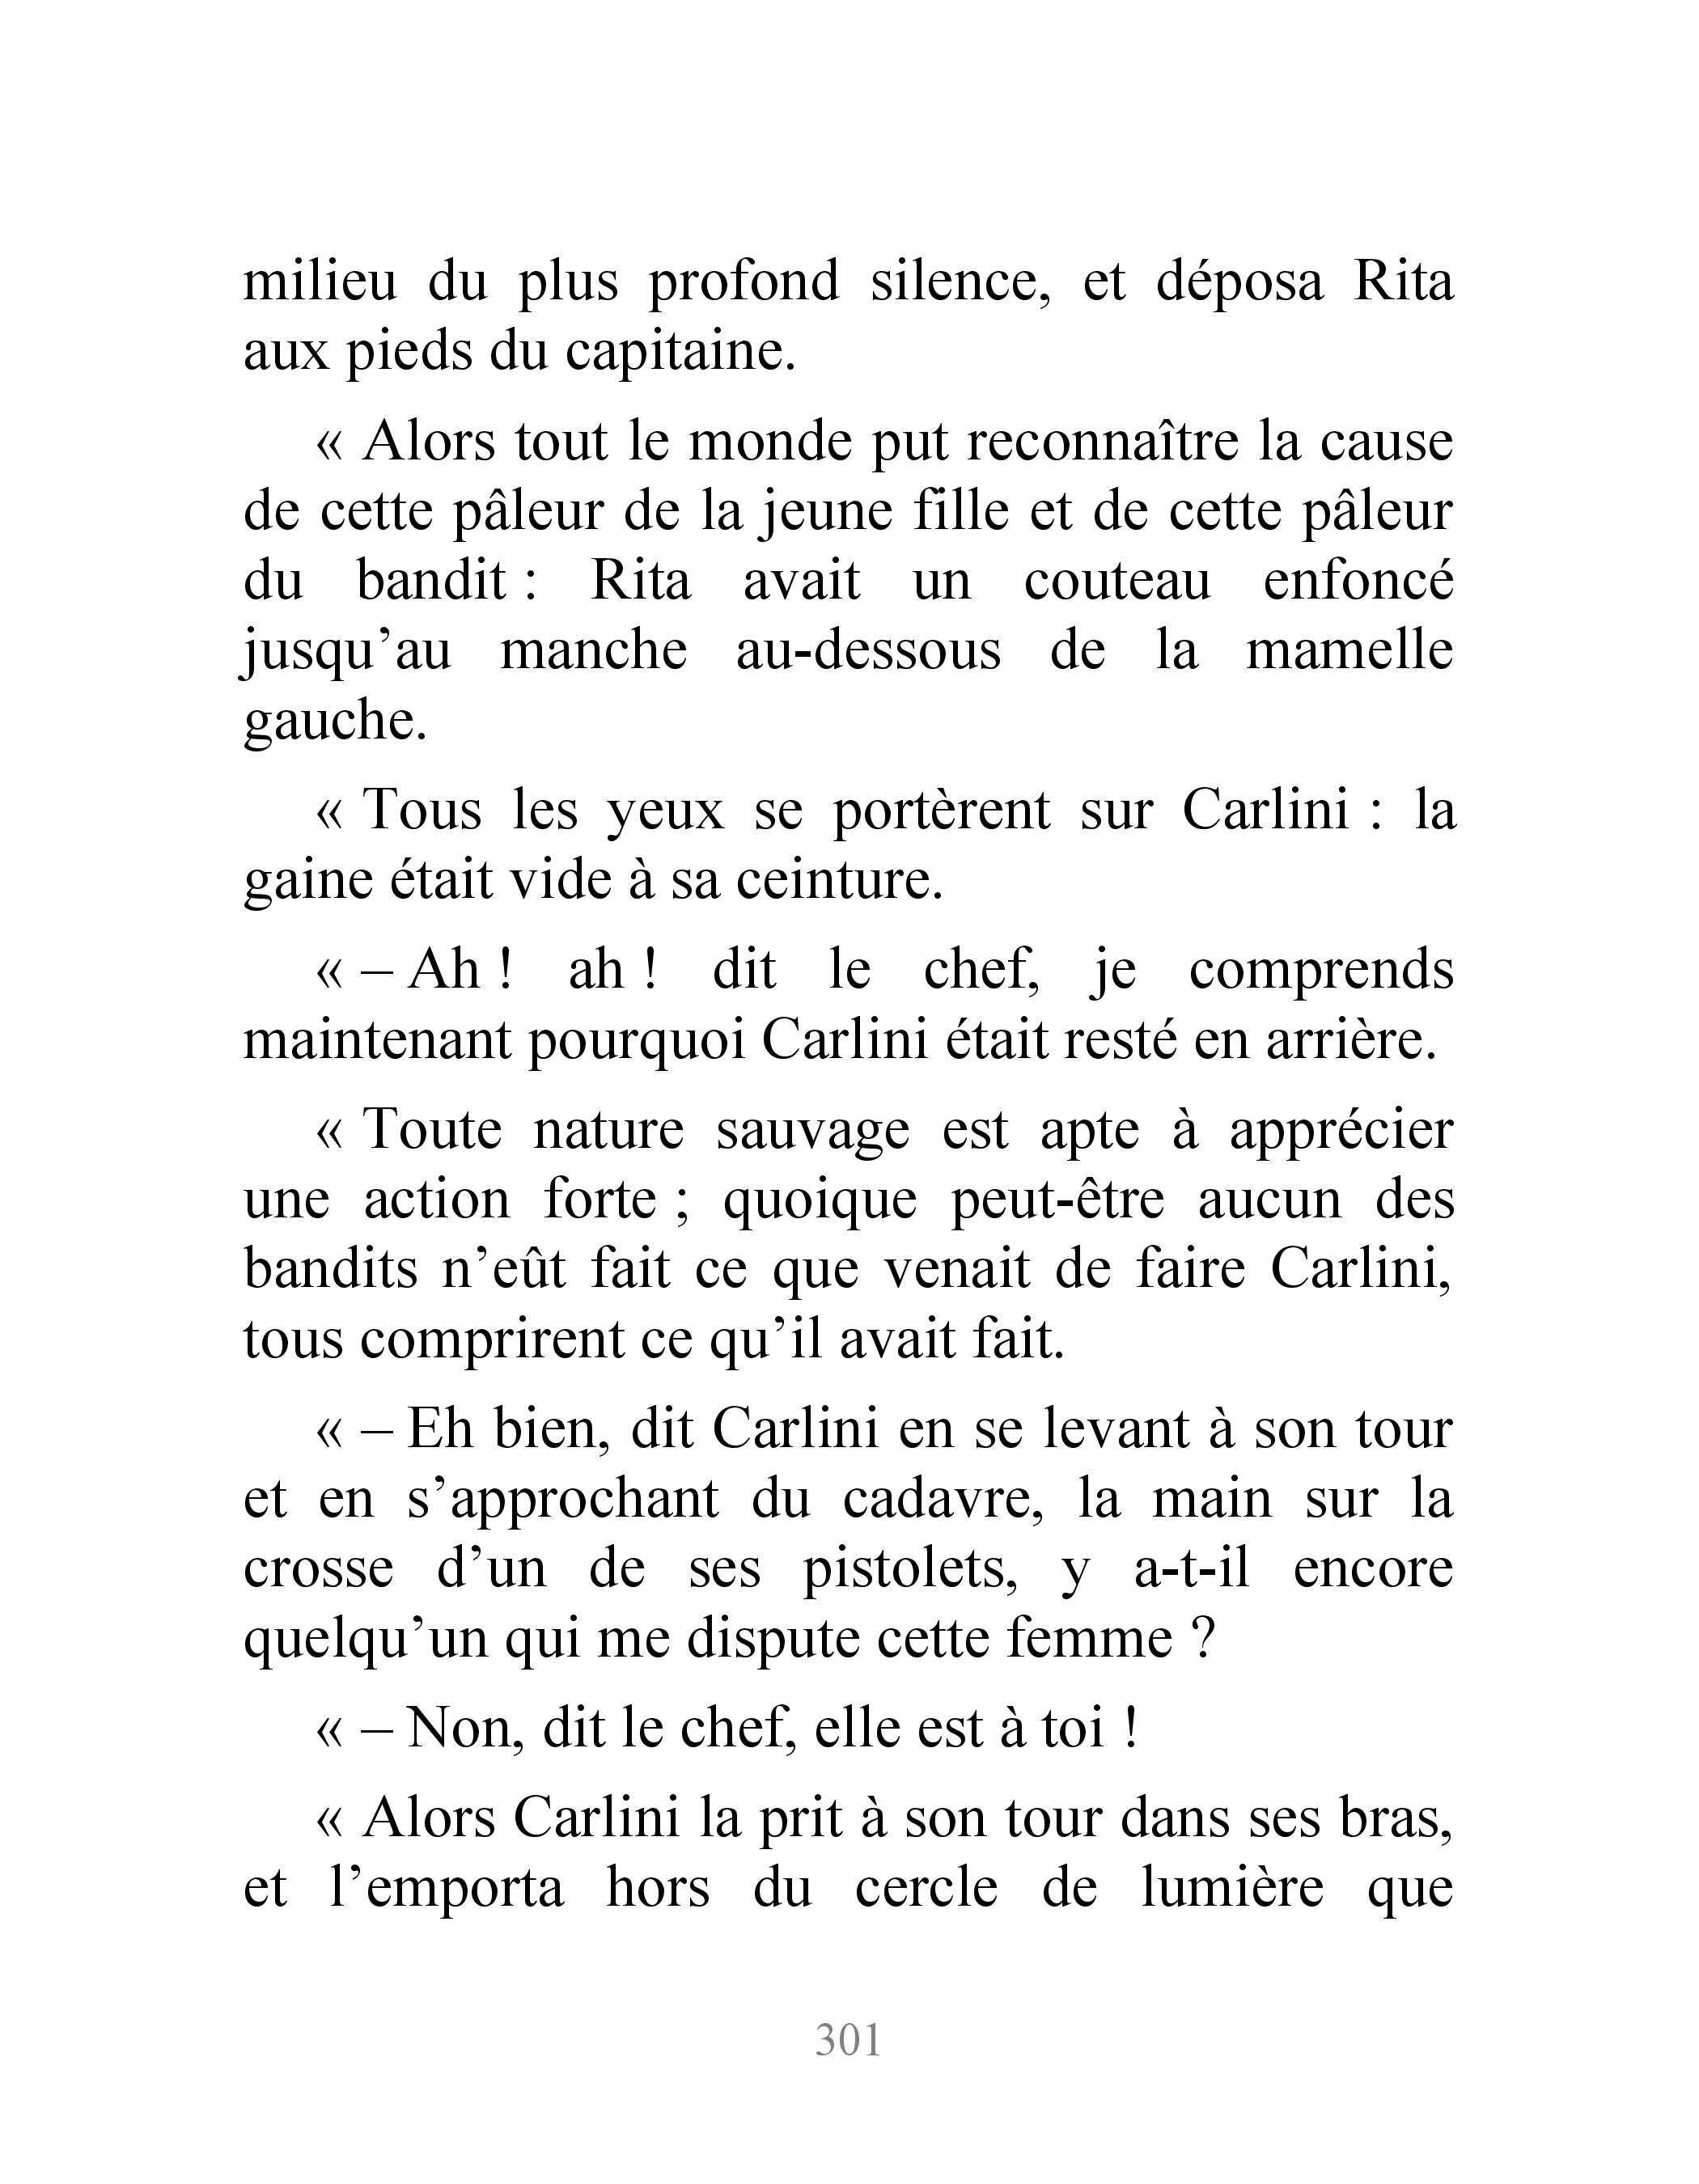 milieu du plus profond silence, et déposa Rita
aux pieds du capitaine.
« Alors tout le monde put reconnaître la cause
de cette pâleur de la jeune fille et de cette pâleur
du bandit : Rita avait un couteau enfoncé
jusqu’au manche au-dessous de la mamelle
gauche.
« Tous les yeux se portèrent sur Carlini : la
gaine était vide à sa ceinture.
« – Ah ! ah ! dit le chef, je comprends
maintenant pourquoi Carlini était resté en arrière.
« Toute nature sauvage est apte à apprécier
une action forte ; quoique peut-être aucun des
bandits n’eût fait ce que venait de faire Carlini,
tous comprirent ce qu’il avait fait.
« – Eh bien, dit Carlini en se levant à son tour
et en s’approchant du cadavre, la main sur la
crosse d’un de ses pistolets, y a-t-il encore
quelqu’un qui me dispute cette femme ?
« – Non, dit le chef, elle est à toi !
« Alors Carlini la prit à son tour dans ses bras,
et l’emporta hors du cercle de lumière que
301